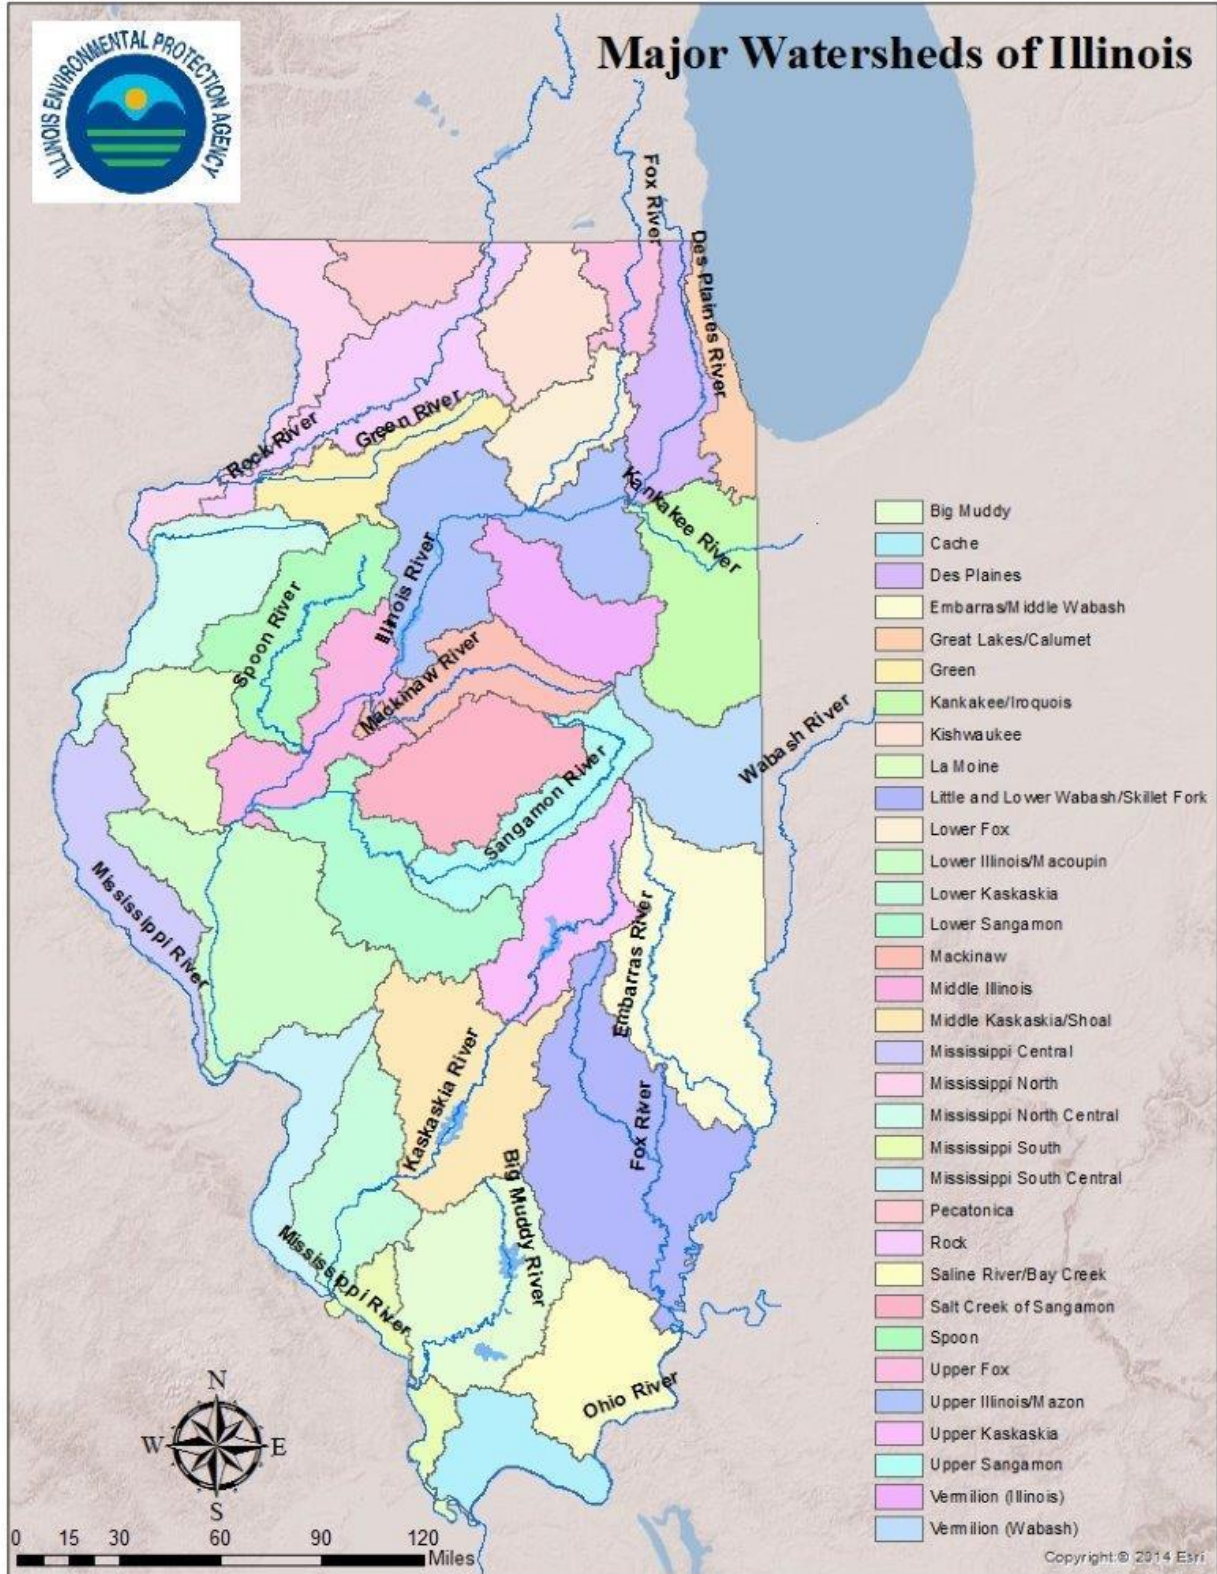 Major Watersheds of Illinois
ILLINOIS ENVIRONMENTAL PROTECTION AGENCY
Fox River
Des Plaines River
Rock River
Green River
Kankakee River
Illinois River
Spoon River
Mackinaw River
Wabash River
Sangamon River
Mississippi River
Embarras River
Kaskaskia River
Fox River
Big Muddy River
Mississippi River
Ohio River
Big Muddy
Cache
Des Plaines
Embarras/Middle Wabash
Great Lakes/Calumet
Green
Kankakee/Iroquois
Kishwaukee
La Moine
Little and Lower Wabash/Skillet Fork
Lower Fox
Lower Illinois/Macoupin
Lower Kaskaskia
Lower Sangamon
Mackinaw
Middle Illinois
Middle Kaskaskia/Shoal
Mississippi Central
Mississippi North
Mississippi North Central
Mississippi South
Mississippi South Central
Pecatonica
Rock
Saline River/Bay Creek
Salt Creek of Sangamon
Spoon
Upper Fox
Upper Illinois/Mazon
Upper Kaskaskia
Upper Sangamon
Vermilion (Illinois)
Vermilion (Wabash)
N
W E
S
0 15 30 60 90 120
Miles
Copyright:© 2014 Esri